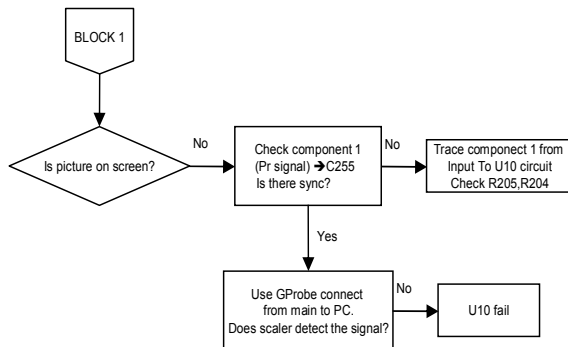 BLOCK 1
Is picture on screen?
No
Check component 1
(Pr signal) ➔C255
Is there sync?
No
Trace component 1 from
Input To U10 circuit
Check R205,R204
Yes
Use GProbe connect
from main to PC.
Does scaler detect the signal?
No
U10 fail